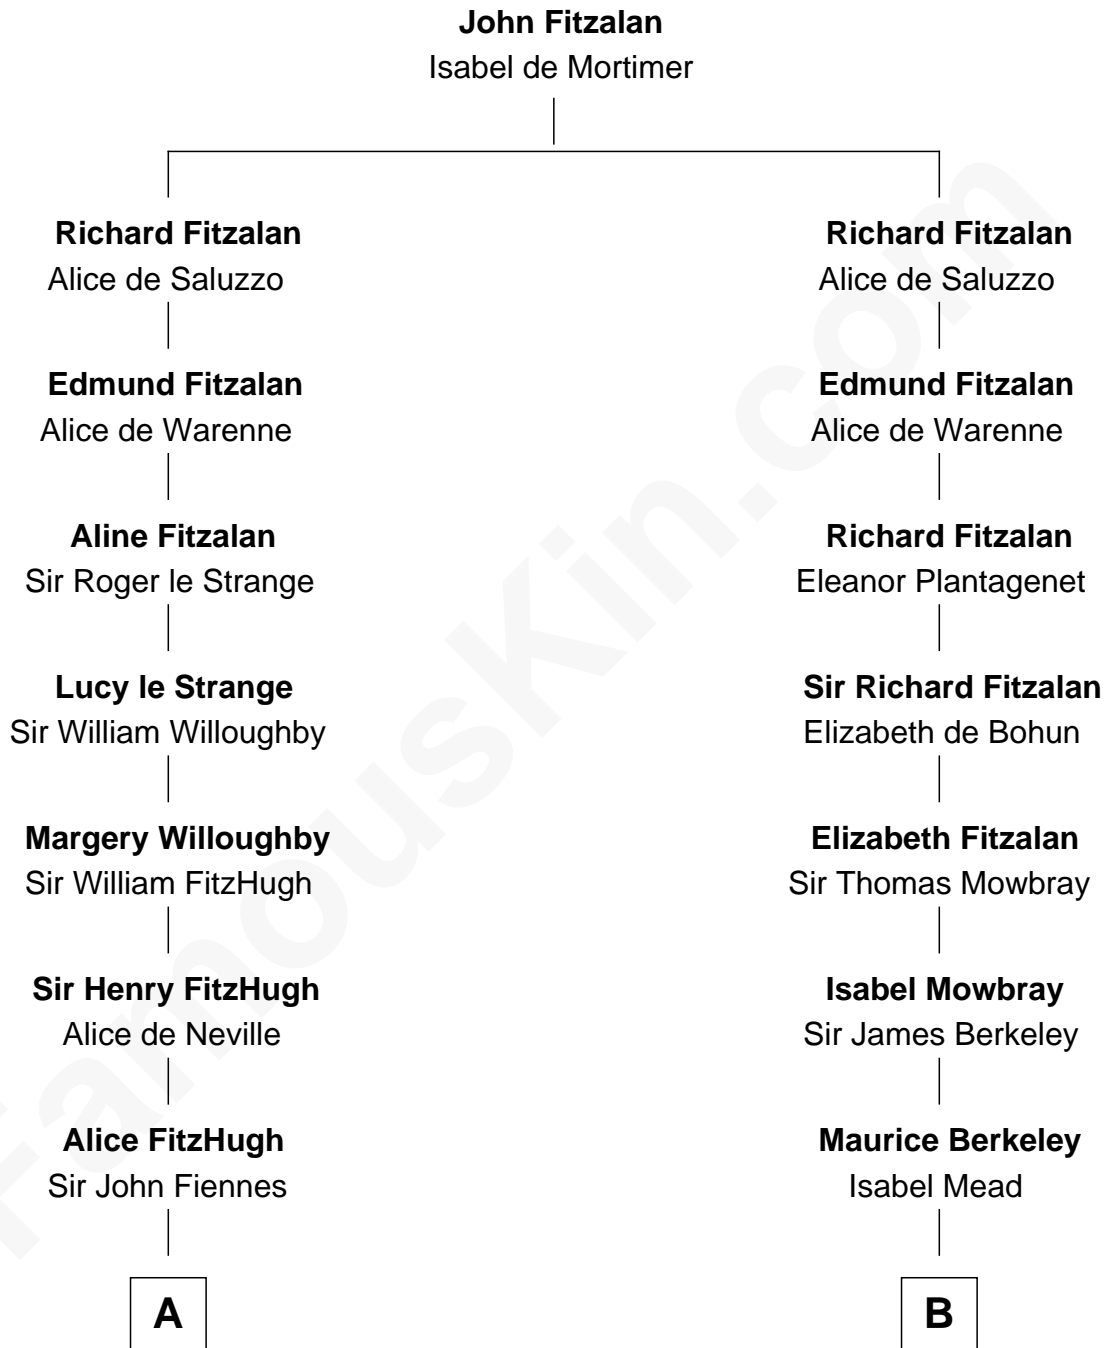 John Fitzalan
Isabel de Mortimer
Richard Fitzalan
Alice de Saluzzo
Edmund Fitzalan
Alice de Warenne
Aline Fitzalan
Sir Roger le Strange
Lucy le Strange
Sir William Willoughby
Margery Willoughby
Sir William FitzHugh
Sir Henry FitzHugh
Alice de Neville
Alice FitzHugh
Sir John Fiennes
A
Richard Fitzalan
Alice de Saluzzo
Edmund Fitzalan
Alice de Warenne
Richard Fitzalan
Eleanor Plantagenet
Sir Richard Fitzalan
Elizabeth de Bohun
Elizabeth Fitzalan
Sir Thomas Mowbray
Isabel Mowbray
Sir James Berkeley
Maurice Berkeley
Isabel Mead
B
FamousKin.com